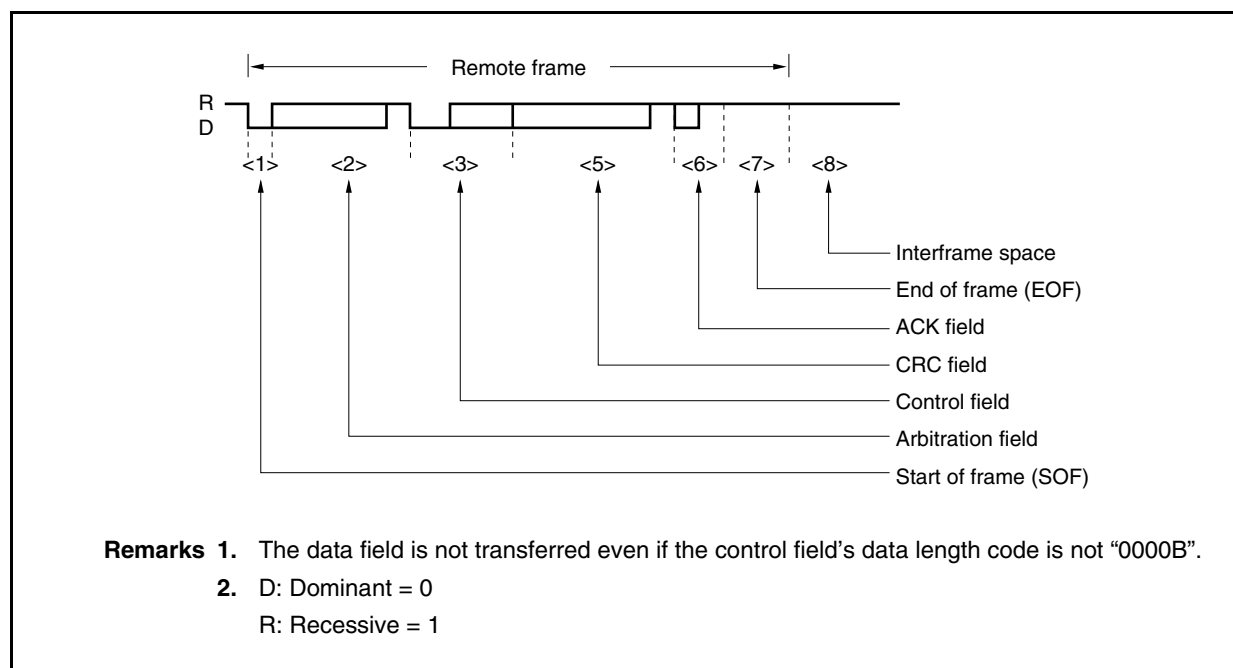 Remote frame
R
D
<1> <2> <3> <5> <6> <7> <8>
Interframe space
End of frame (EOF)
ACK field
CRC field
Control field
Arbitration field
Start of frame (SOF)
Remarks 1. The data field is not transferred even if the control field’s data length code is not “0000B”.
2. D: Dominant = 0
R: Recessive = 1